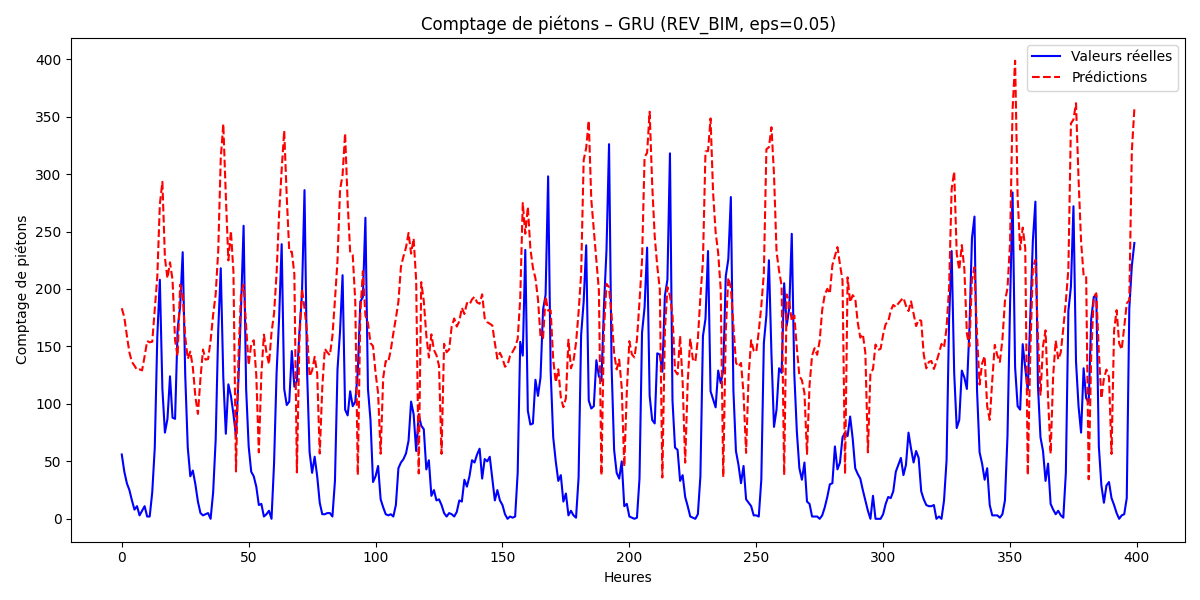 Comptage de piétons – GRU (REV_BIM, eps=0.05)
Valeurs réelles
Prédictions
Comptage de piétons
400
350
300
250
200
150
100
50
0
0 50 100 150 200 250 300 350 400
Heures